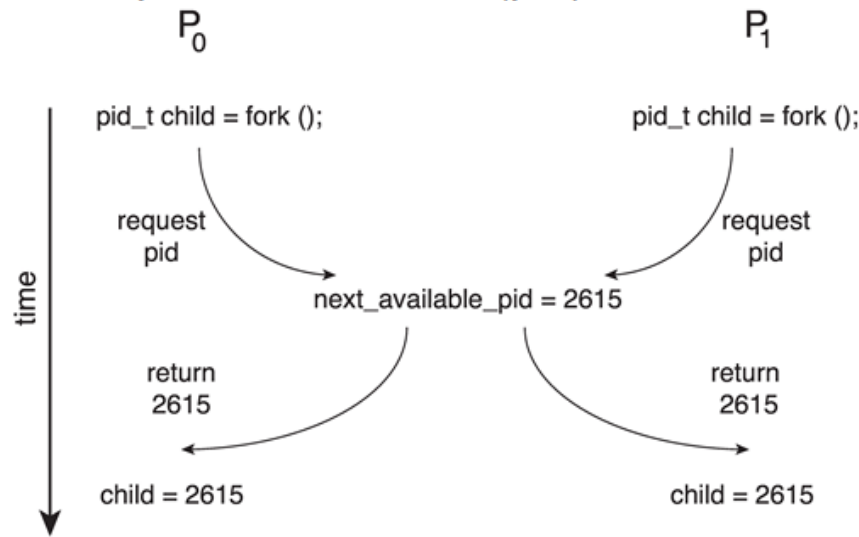 P0 P1
pid_t child = fork (); pid_t child = fork ();
request request
pid pid
next_available_pid = 2615
time
return return
2615 2615
child = 2615 child = 2615